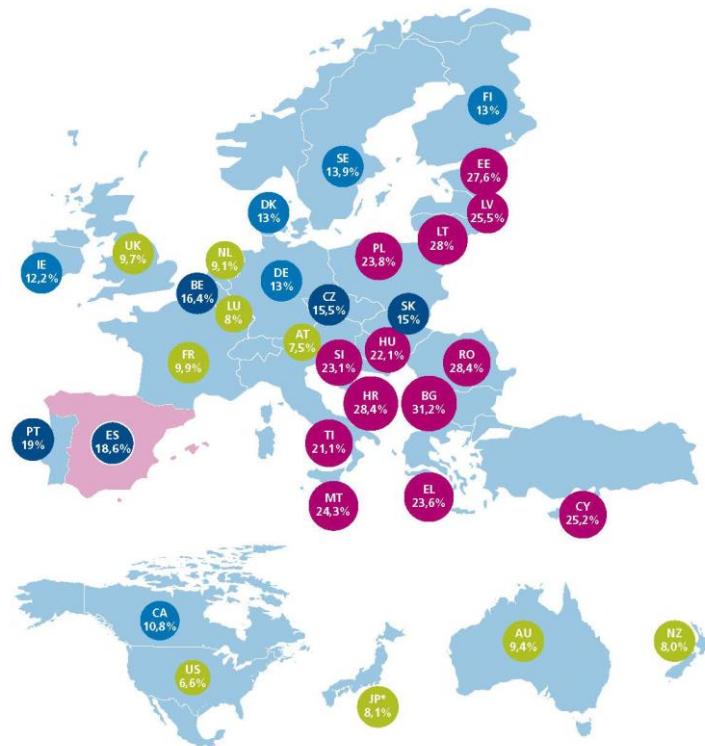 FI
13%
SE
13,9%
EE
27,6%
LV
25,5%
DK
13%
LT
28%
UK
9,7%
NL
9,1%
PL
23,8%
IE
12,2%
DE
13%
BE
16,4%
CZ
15,5%
LU
8%
SK
15%
AT
7,5%
HU
22,1%
FR
9,9%
SI
23,1%
RO
28,4%
HR
28,4%
BG
31,2%
PT
19%
ES
18,6%
TI
21,1%
MT
24,3%
EL
23,6%
CY
25,2%
CA
10,8%
US
6,6%
JP*
8,1%
AU
9,4%
NZ
8,0%